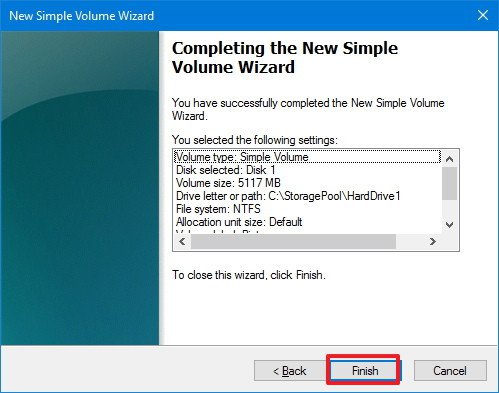 New Simple Volume Wizard
Completing the New Simple
Volume Wizard
You have successfully completed the New Simple Volume
Wizard.
You selected the following settings:
Volume type: Simple Volume
Disk selected: Disk 1
Volume size: 5117 MB
Drive letter or path: C:\StoragePool\HardDrive1
File system: NTFS
Allocation unit size: Default
To close this wizard, click Finish.
< Back
Finish
Cancel